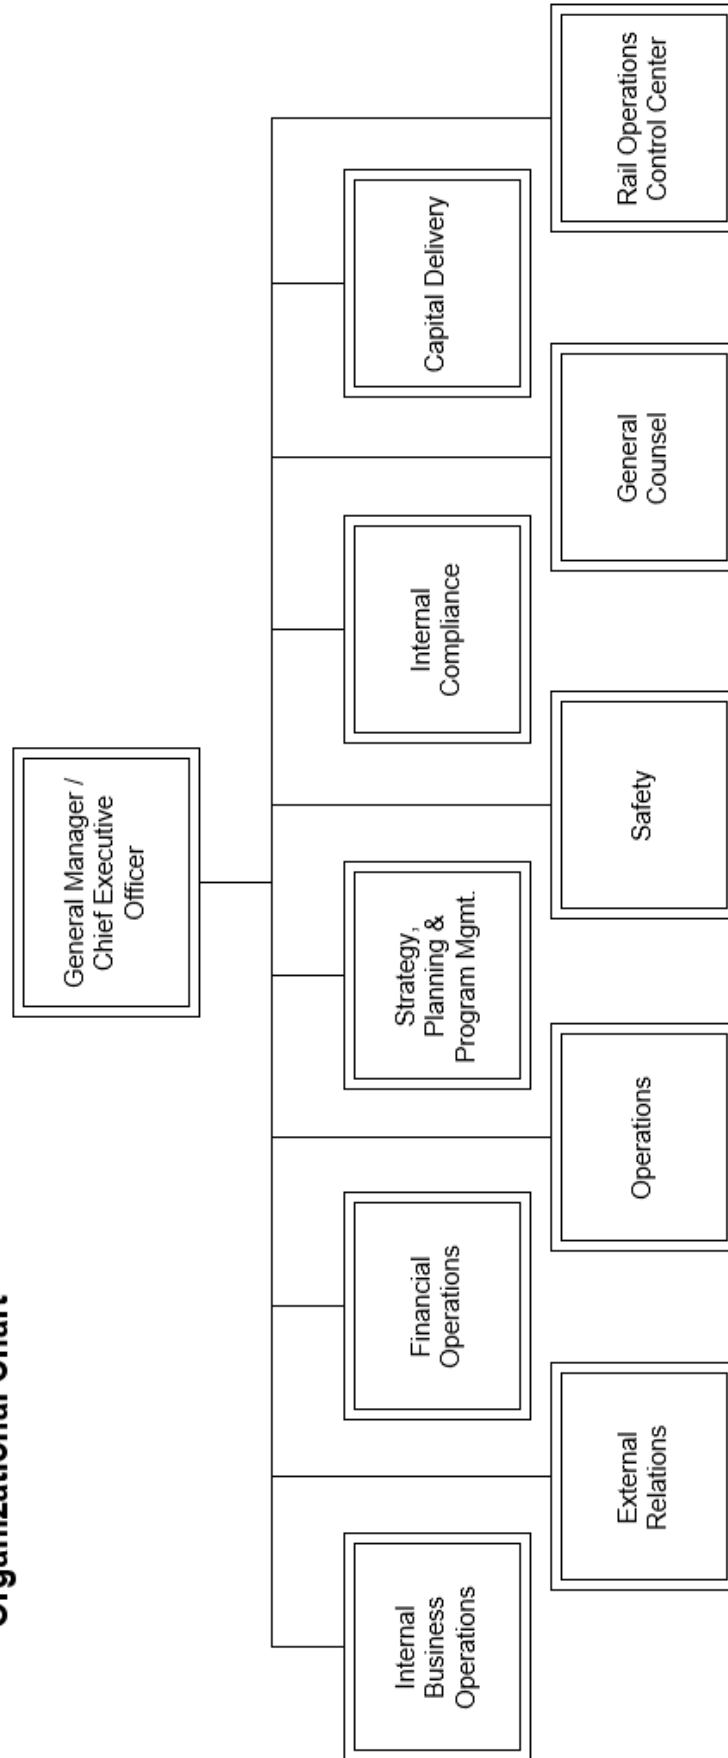 Organizational Chart
General Manager /
Chief Executive
Officer
Internal
Business
Operations
Financial
Operations
Strategy,
Planning &
Program Mgmt.
Internal
Compliance
Capital Delivery
External
Relations
Operations
Safety
General
Counsel
Rail Operations
Control Center